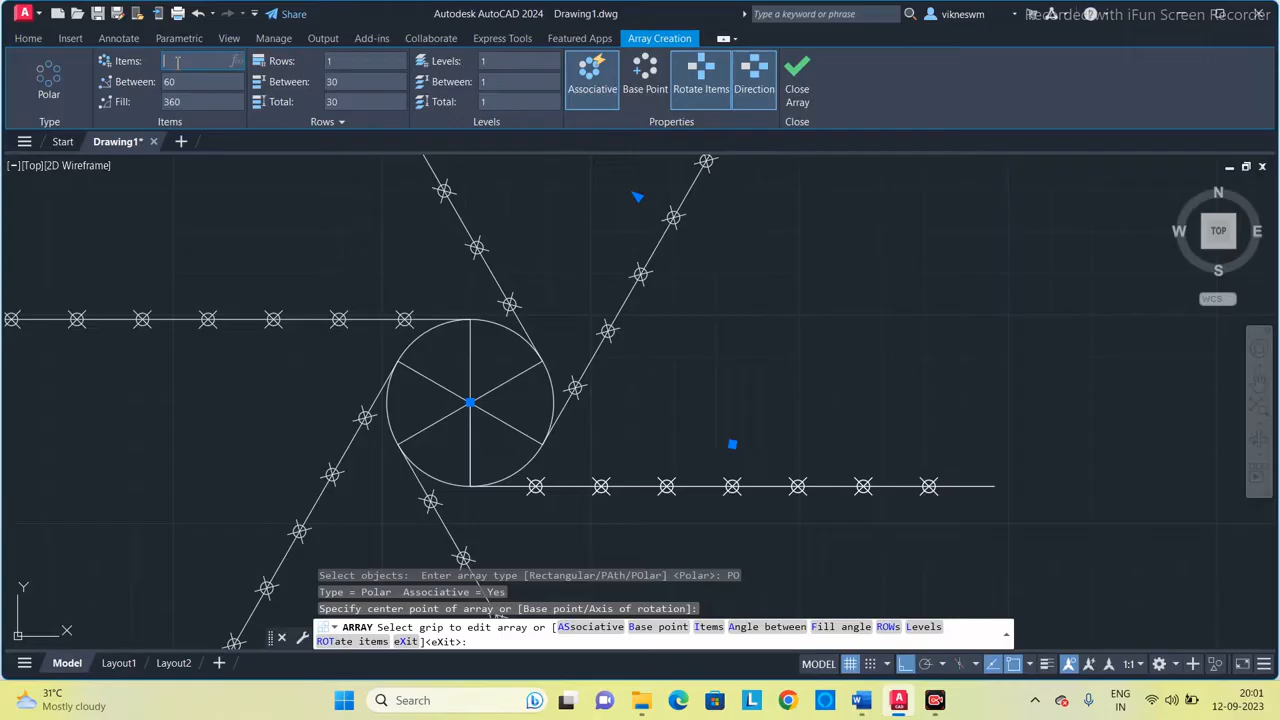 Share
Autodesk AutoCAD 2024 Drawing1.dwg
Type a keyword or phrase
vikneswm
Recorded with iFun Screen Recorder
Home Insert Annotate Parametric View Manage Output Add-ins Collaborate Express Tools Featured Apps Array Creation
Items: Rows: 1 Levels: 1
Between: 60 Between: 30 Between: 1
Fill: 360 Total: 30 Total: 1
Polar
Associative Base Point Rotate Items Direction Close Array
Type Items Rows Levels Properties Close
Start Drawing1*
[−][Top][2D Wireframe]
N
W TOP E
S
WCS
Y
X
Select objects: Enter array type [Rectangular/PAth/POlar] <Polar>: PO
Type = Polar Associative = Yes
Specify center point of array or [Base point/Axis of rotation]:
ARRAY Select grip to edit array or [ASsociative Base point Items Angle between Fill angle ROWs Levels
ROTate items eXit]<eXit>:
Model Layout1 Layout2
MODEL 1:1
31°C
Mostly cloudy
Search
ENG
IN
20:01
12-09-2023